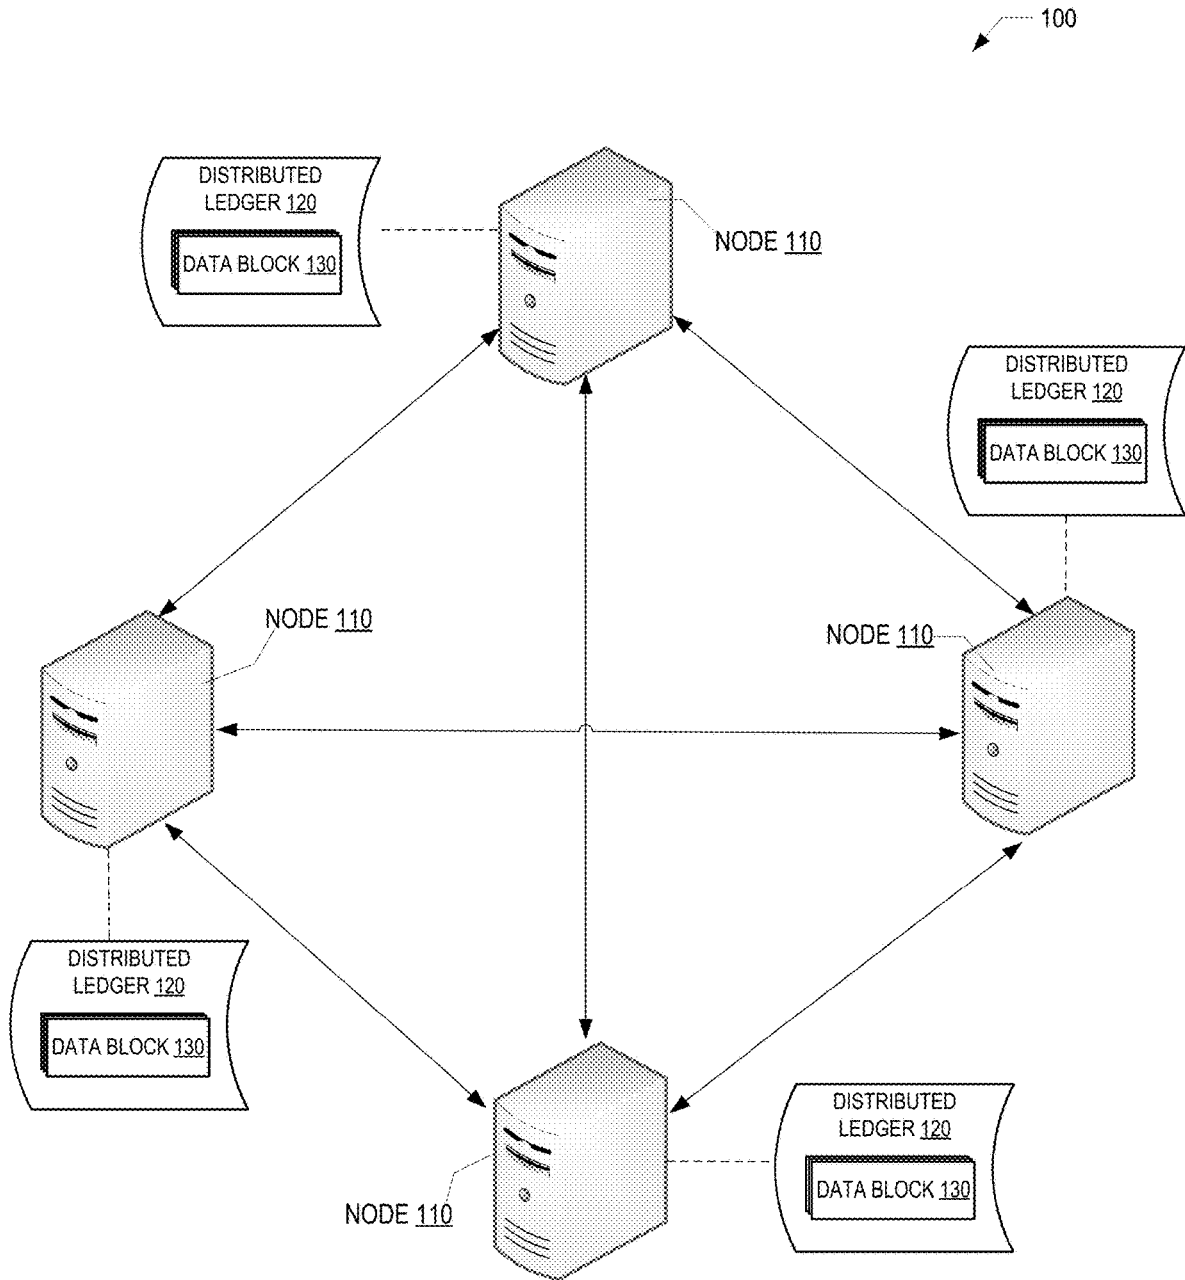 100
DISTRIBUTED
LEDGER 120
DATA BLOCK 130
NODE 110
DISTRIBUTED
LEDGER 120
DATA BLOCK 130
NODE 110
NODE 110
DISTRIBUTED
LEDGER 120
DATA BLOCK 130
DISTRIBUTED
LEDGER 120
DATA BLOCK 130
NODE 110